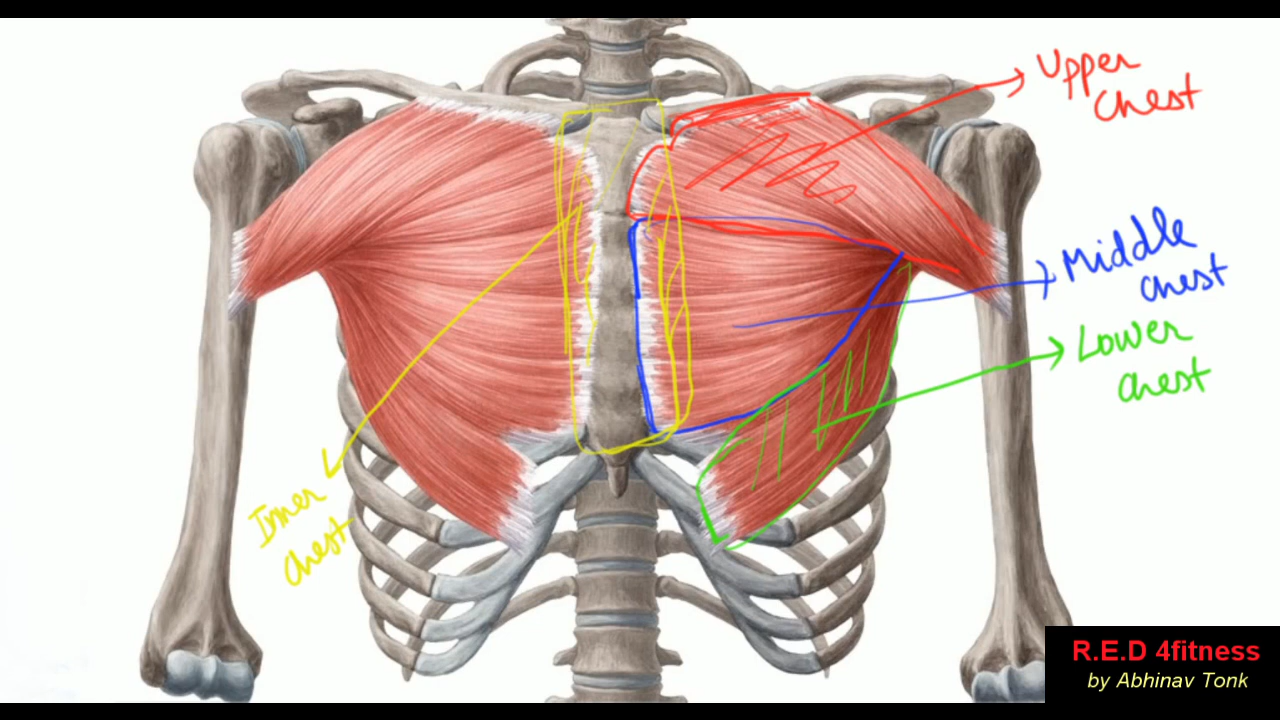 Upper
chest
Middle
chest
Lower
chest
Inner
chest
R.E.D 4fitness
by Abhinav Tonk